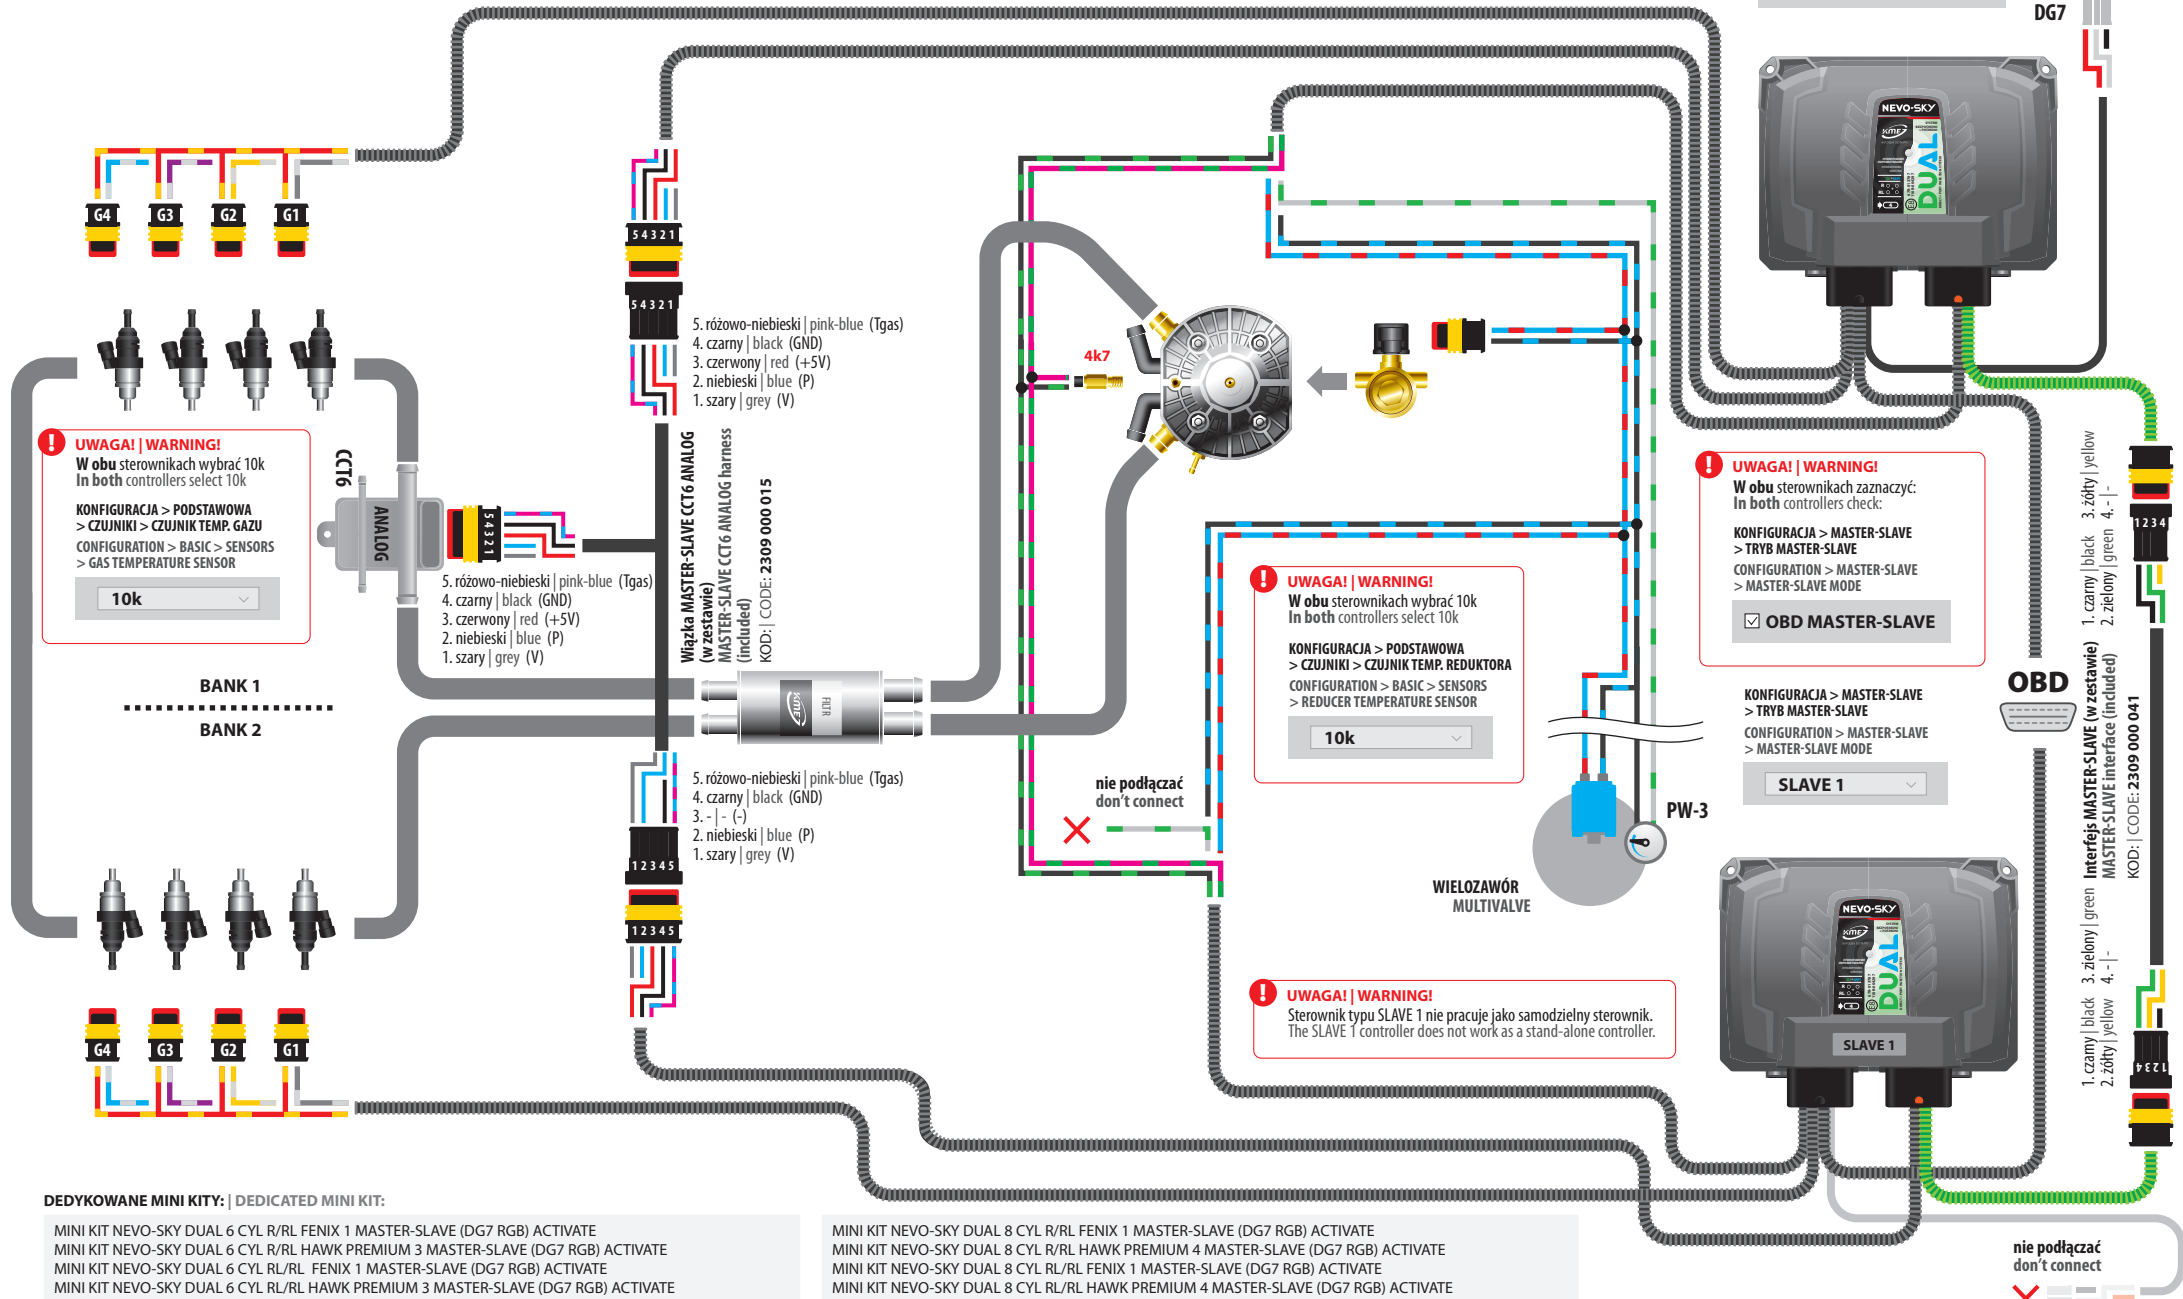 DG7
NEVO-SKY
KME
DUAL
G4 G3 G2 G1
5 4 3 2 1
5 4 3 2 1
5. różowo-niebieski | pink-blue (Tgas)
4. czarny | black (GND)
3. czerwony | red (+5V)
2. niebieski | blue (P)
1. szary | grey (V)
4k7
UWAGA! | WARNING!
W obu sterownikach wybrać 10k
In both controllers select 10k
KONFIGURACJA > PODSTAWOWA
> CZUJNIKI > CZUJNIK TEMP. GAZU
CONFIGURATION > BASIC > SENSORS
> GAS TEMPERATURE SENSOR
10k
CCT6
ANALOG
5 4 3 2 1
5. różowo-niebieski | pink-blue (Tgas)
4. czarny | black (GND)
3. czerwony | red (+5V)
2. niebieski | blue (P)
1. szary | grey (V)
Wiązka MASTER-SLAVE CCT6 ANALOG
(w zestawie)
MASTER-SLAVE CCT6 ANALOG harness
(included)
KOD: | CODE: 2309 000 015
BANK 1
BANK 2
KME
FILTR
UWAGA! | WARNING!
W obu sterownikach wybrać 10k
In both controllers select 10k
KONFIGURACJA > PODSTAWOWA
> CZUJNIKI > CZUJNIK TEMP. REDUKTORA
CONFIGURATION > BASIC > SENSORS
> REDUCER TEMPERATURE SENSOR
10k
UWAGA! | WARNING!
W obu sterownikach zaznaczyć:
In both controllers check:
KONFIGURACJA > MASTER-SLAVE
> TRYB MASTER-SLAVE
CONFIGURATION > MASTER-SLAVE
> MASTER-SLAVE MODE
OBD MASTER-SLAVE
KONFIGURACJA > MASTER-SLAVE
> TRYB MASTER-SLAVE
CONFIGURATION > MASTER-SLAVE
> MASTER-SLAVE MODE
SLAVE 1
OBD
1. czarny | black 3. żółty | yellow
2. zielony | green 4. - | -
1 2 3 4
Interfejs MASTER-SLAVE (w zestawie)
MASTER-SLAVE interface (included)
KOD: | CODE: 2309 000 041
1. czarny | black 3. zielony | green
2. żółty | yellow 4. - | -
1 2 3 4
5. różowo-niebieski | pink-blue (Tgas)
4. czarny | black (GND)
3. - | - (-)
2. niebieski | blue (P)
1. szary | grey (V)
1 2 3 4 5
1 2 3 4 5
nie podłączać
don't connect
PW-3
WIELOZAWÓR
MULTIVALVE
UWAGA! | WARNING!
Sterownik typu SLAVE 1 nie pracuje jako samodzielny sterownik.
The SLAVE 1 controller does not work as a stand-alone controller.
NEVO-SKY
KME
DUAL
SLAVE 1
G4 G3 G2 G1
DEDYKOWANE MINI KITY: | DEDICATED MINI KIT:
MINI KIT NEVO-SKY DUAL 6 CYL R/RL FENIX 1 MASTER-SLAVE (DG7 RGB) ACTIVATE
MINI KIT NEVO-SKY DUAL 6 CYL R/RL HAWK PREMIUM 3 MASTER-SLAVE (DG7 RGB) ACTIVATE
MINI KIT NEVO-SKY DUAL 6 CYL RL/RL FENIX 1 MASTER-SLAVE (DG7 RGB) ACTIVATE
MINI KIT NEVO-SKY DUAL 6 CYL RL/RL HAWK PREMIUM 3 MASTER-SLAVE (DG7 RGB) ACTIVATE
MINI KIT NEVO-SKY DUAL 8 CYL R/RL FENIX 1 MASTER-SLAVE (DG7 RGB) ACTIVATE
MINI KIT NEVO-SKY DUAL 8 CYL R/RL HAWK PREMIUM 4 MASTER-SLAVE (DG7 RGB) ACTIVATE
MINI KIT NEVO-SKY DUAL 8 CYL RL/RL FENIX 1 MASTER-SLAVE (DG7 RGB) ACTIVATE
MINI KIT NEVO-SKY DUAL 8 CYL RL/RL HAWK PREMIUM 4 MASTER-SLAVE (DG7 RGB) ACTIVATE
nie podłączać
don't connect